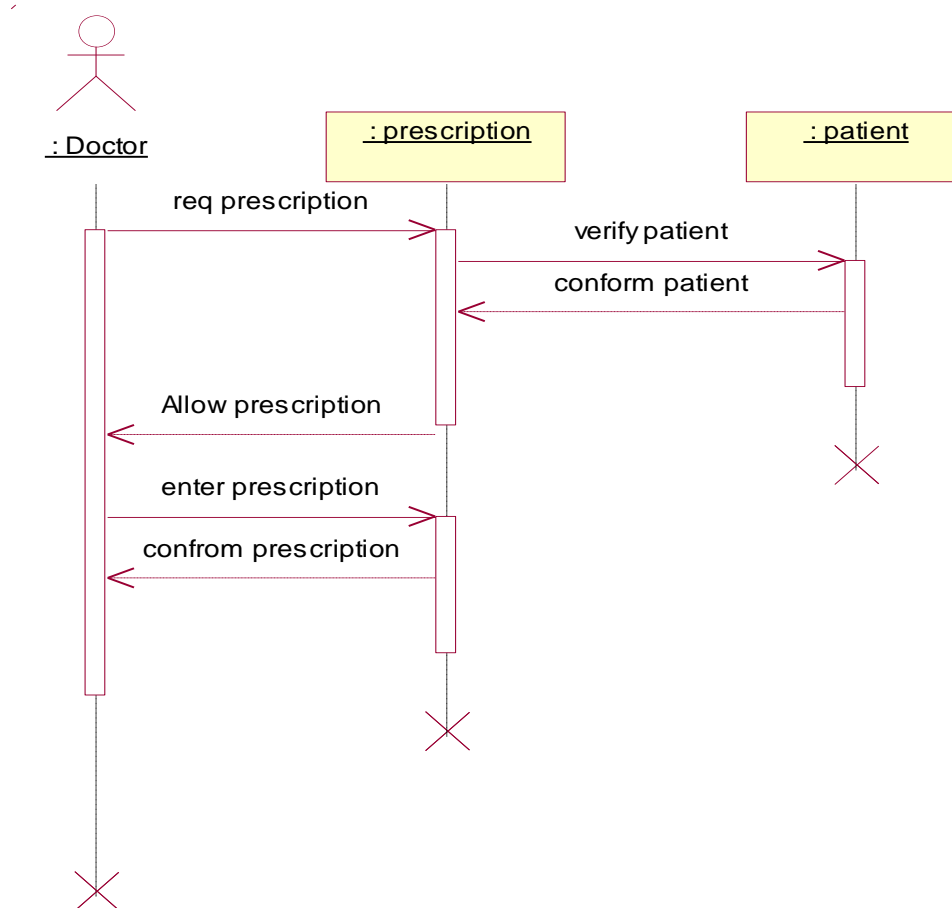 : Doctor
: prescription
: patient
req prescription
verify patient
conform patient
Allow prescription
enter prescription
confrom prescription